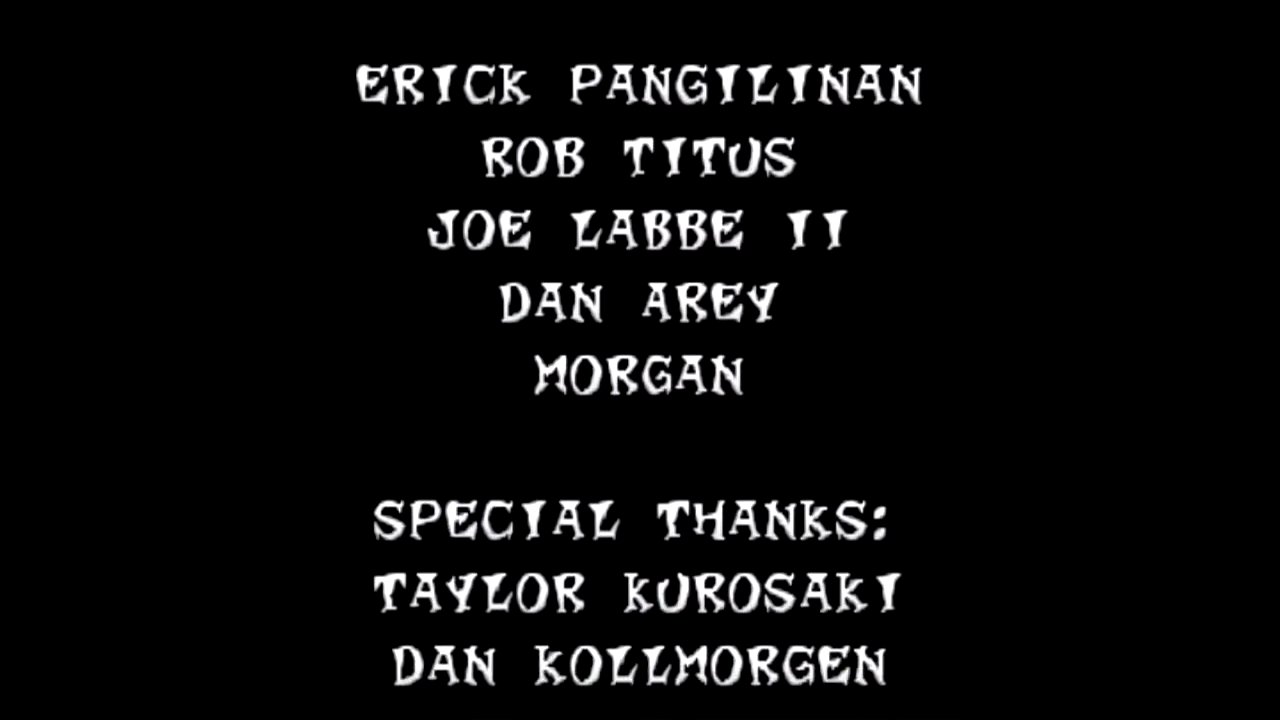 ERICK PANGILINAN
ROB TITUS
JOE LABBE II
DAN AREY
MORGAN
SPECIAL THANKS:
TAYLOR KUROSAKI
DAN KOLLMORGEN